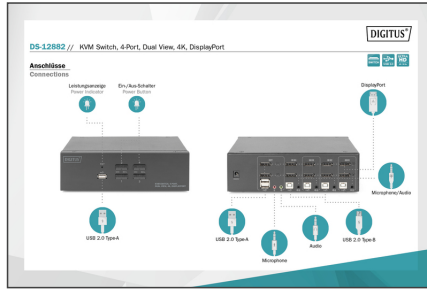 DIGITUS®
DS-12882 // KVM Switch, 4-Port, Dual View, 4K, DisplayPort
Anschlüsse
Connections
Leistungsanzeige
Power Indicator
Ein-/Aus-Schalter
Power Button
DisplayPort
DIGITUS
Microphone/Audio
USB 2.0 Type-A
USB 2.0 Type-A
Microphone
Audio
USB 2.0 Type-B